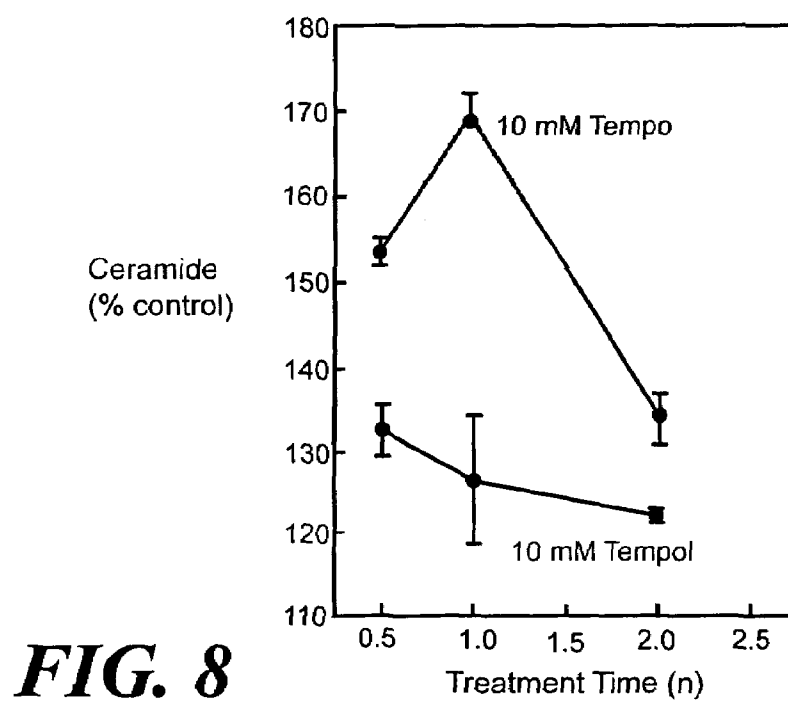 180
170
160
150
140
130
120
110
Ceramide
(% control)
10 mM Tempo
10 mM Tempol
0.5 1.0 1.5 2.0 2.5
Treatment Time (n)
FIG. 8